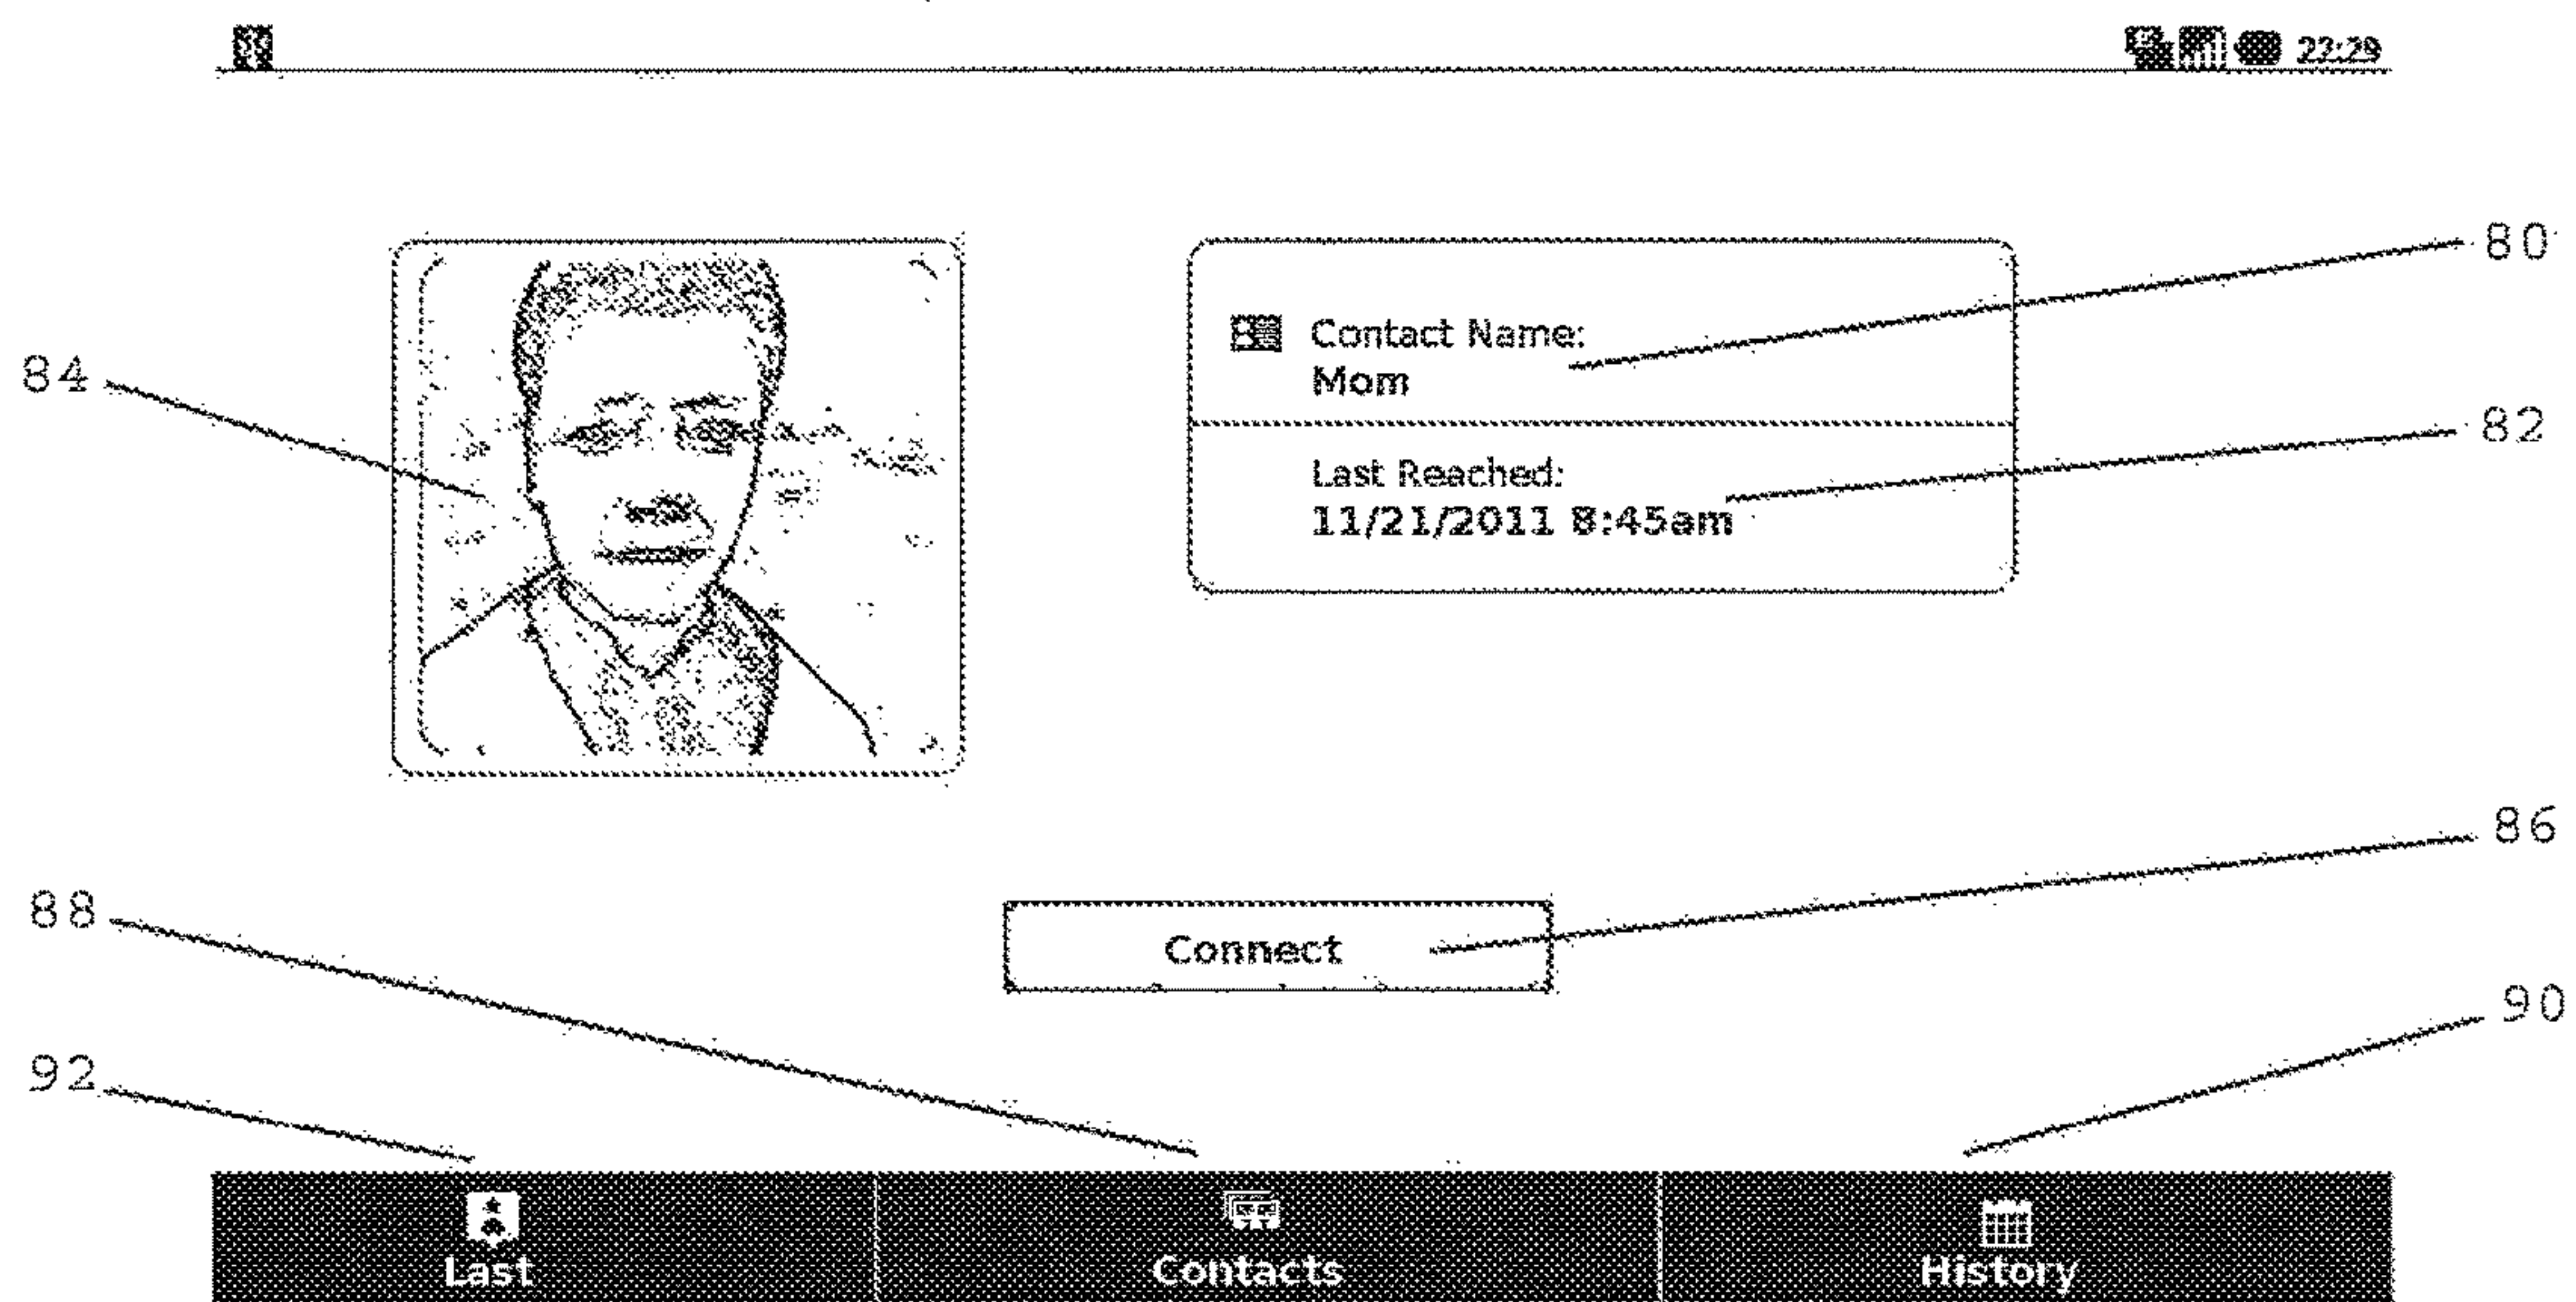 22:29
80
Contact Name:
Mom
84
82
Last Reached:
11/21/2011 8:45am
86
88
Connect
90
92
Last
Contacts
History